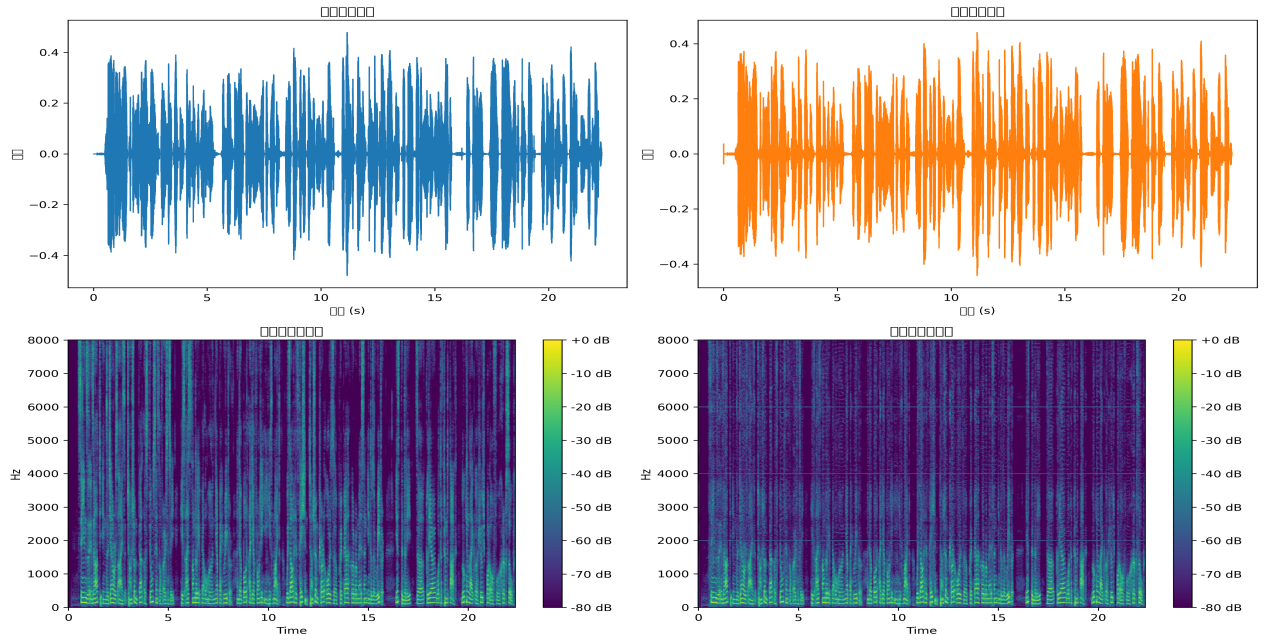 0.4
0.2
0.0
−0.2
−0.4
0 5 10 15 20
(s)
0.4
0.2
0.0
−0.2
−0.4
0 5 10 15 20
(s)
8000
7000
6000
5000
4000
3000
2000
1000
0
Hz
0 5 10 15 20
Time
+0 dB
-10 dB
-20 dB
-30 dB
-40 dB
-50 dB
-60 dB
-70 dB
-80 dB
8000
7000
6000
5000
4000
3000
2000
1000
0
Hz
0 5 10 15 20
Time
+0 dB
-10 dB
-20 dB
-30 dB
-40 dB
-50 dB
-60 dB
-70 dB
-80 dB